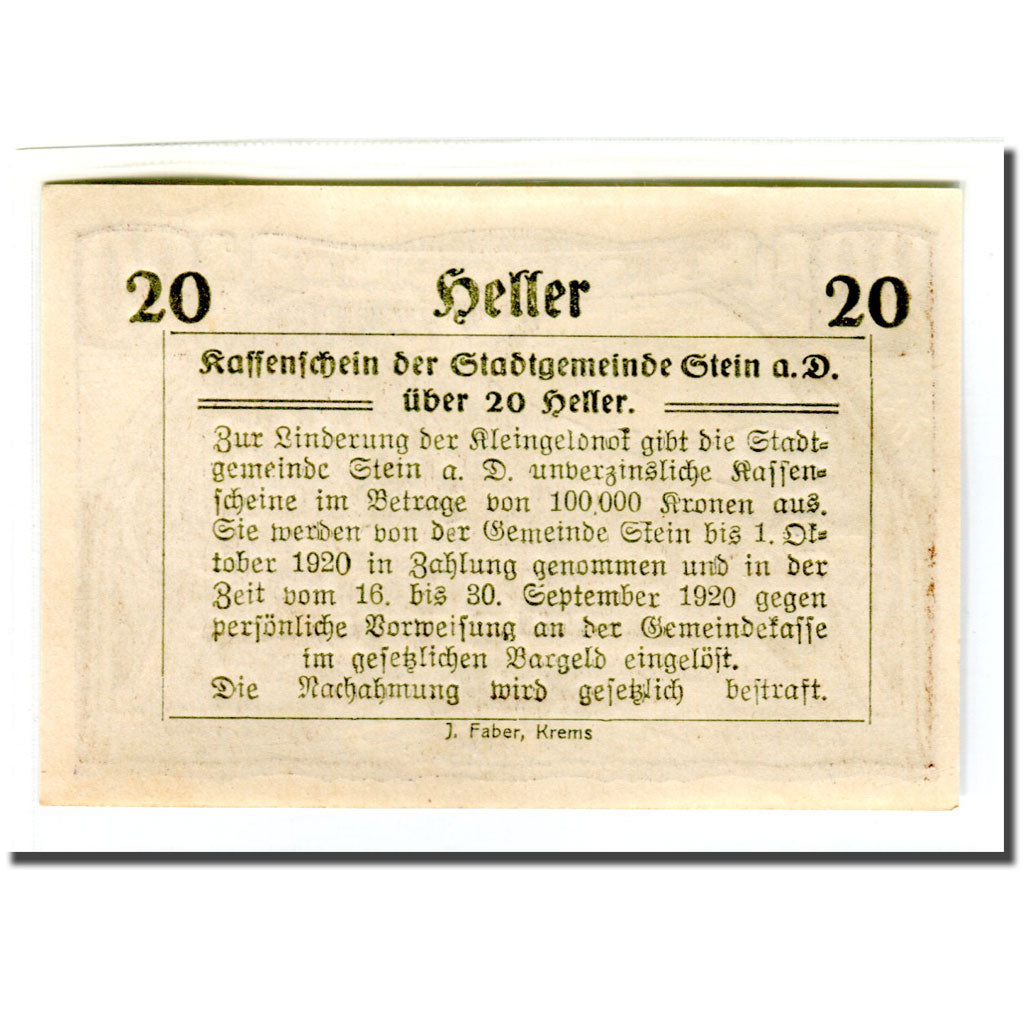 20 Heller 20
Kassenschein der Stadtgemeinde Stein a. D.
über 20 Heller.
Zur Linderung der Kleingeldnot gibt die Stadt=
gemeinde Stein a. D. unverzinsliche Kassen=
scheine im Betrage von 100.000 Kronen aus.
Sie werden von der Gemeinde Stein bis 1. Ok=
tober 1920 in Zahlung genommen und in der
Zeit vom 16. bis 30. September 1920 gegen
persönliche Vorweisung an der Gemeindekasse
im gesetzlichen Bargeld eingelöst.
Die Nachahmung wird gesetzlich bestraft.
J. Faber, Krems